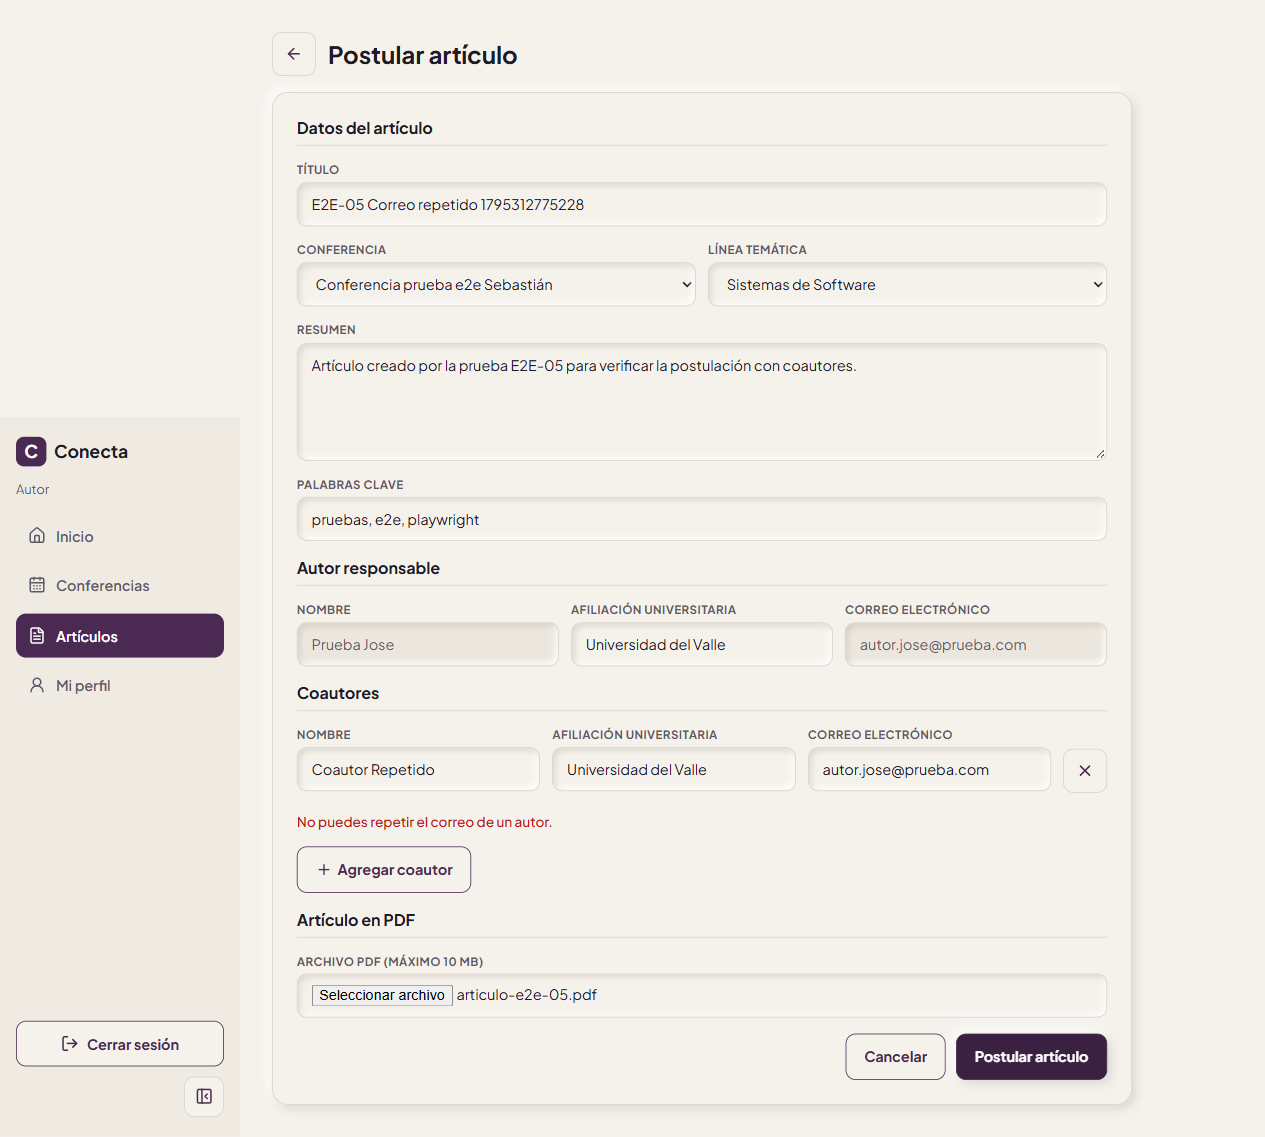 Postular artículo
Datos del artículo
TÍTULO
E2E-05 Correo repetido 1795312775228
CONFERENCIA
LÍNEA TEMÁTICA
Conferencia prueba e2e Sebastián
Sistemas de Software
RESUMEN
Artículo creado por la prueba E2E-05 para verificar la postulación con coautores.
PALABRAS CLAVE
pruebas, e2e, playwright
Autor responsable
NOMBRE
AFILIACIÓN UNIVERSITARIA
CORREO ELECTRÓNICO
Prueba Jose
Universidad del Valle
autor.jose@prueba.com
Coautores
NOMBRE
AFILIACIÓN UNIVERSITARIA
CORREO ELECTRÓNICO
Coautor Repetido
Universidad del Valle
autor.jose@prueba.com
No puedes repetir el correo de un autor.
Agregar coautor
Artículo en PDF
ARCHIVO PDF (MÁXIMO 10 MB)
Seleccionar archivo articulo-e2e-05.pdf
Cancelar
Postular artículo
C Conecta
Autor
Inicio
Conferencias
Artículos
Mi perfil
Cerrar sesión